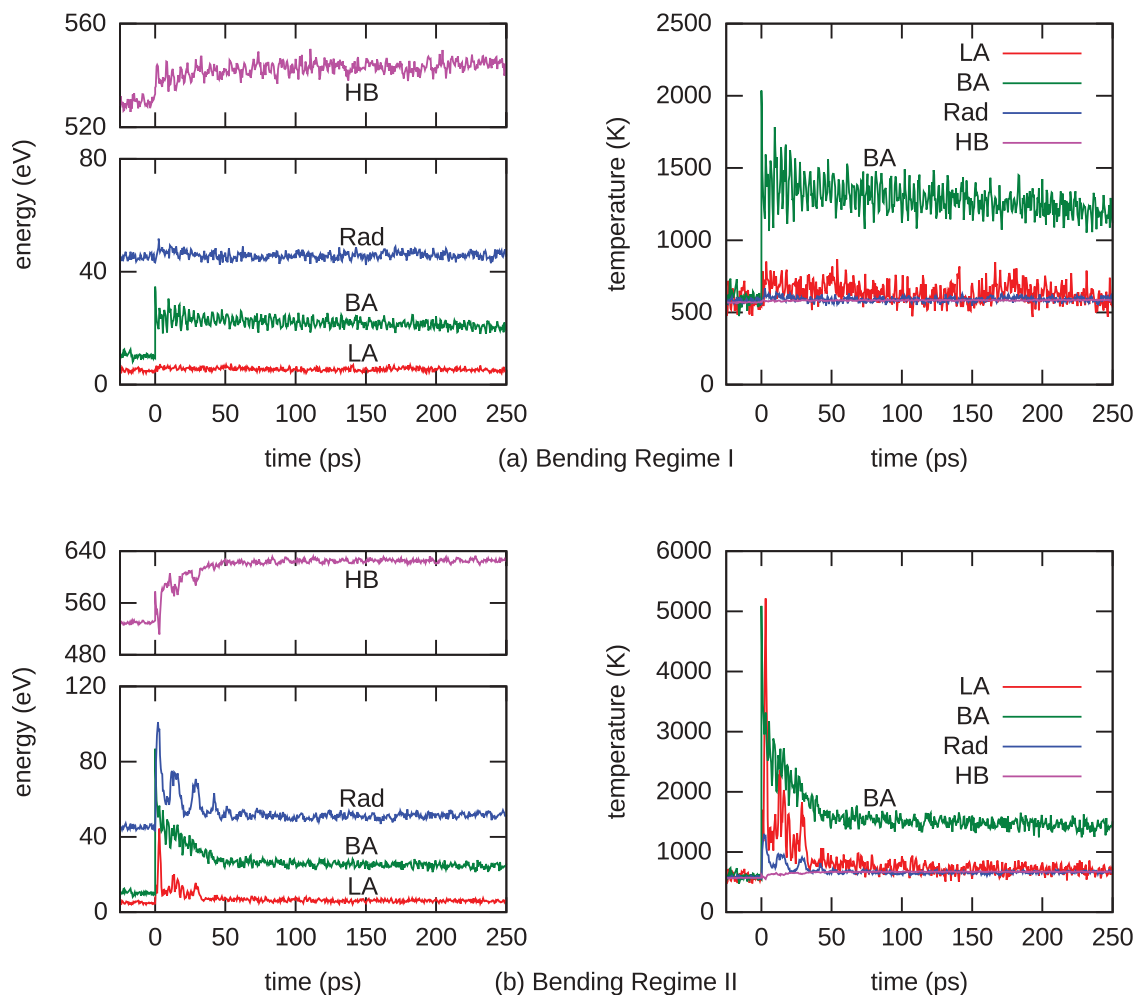 560
HB
520
80
energy (eV)
Rad
40
BA
LA
0
0 50 100 150 200 250
time (ps)
2500
LA
BA
2000
Rad
HB
temperature (K)
1500
BA
1000
500
0
0 50 100 150 200 250
time (ps)
(a) Bending Regime I
640
HB
560
480
120
energy (eV)
80
Rad
40
BA
LA
0
0 50 100 150 200 250
time (ps)
6000
5000
temperature (K)
4000
LA
BA
3000
Rad
HB
2000
BA
1000
0
0 50 100 150 200 250
time (ps)
(b) Bending Regime II